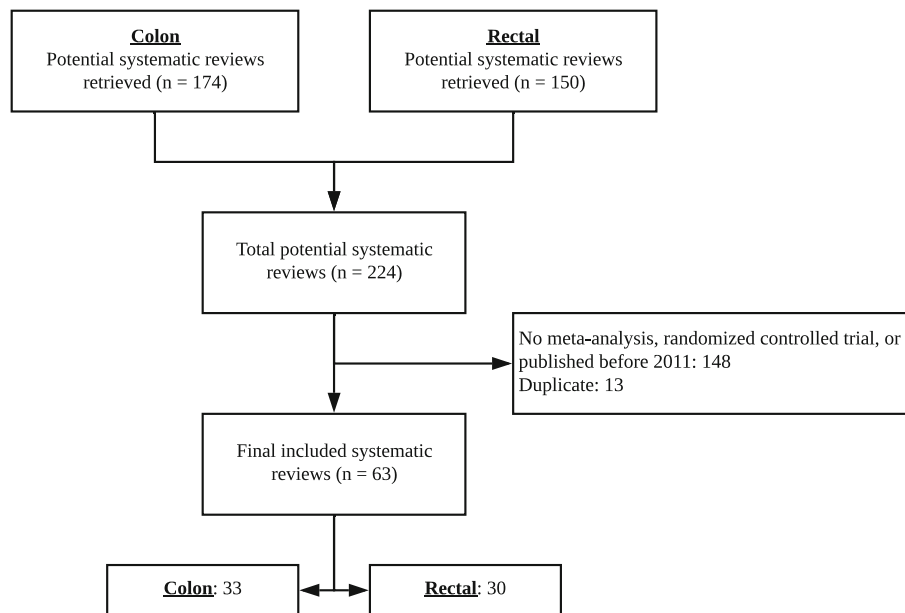 Colon
Potential systematic reviews
retrieved (n = 174)
Rectal
Potential systematic reviews
retrieved (n = 150)
Total potential systematic
reviews (n = 224)
No meta-analysis, randomized controlled trial, or
published before 2011: 148
Duplicate: 13
Final included systematic
reviews (n = 63)
Colon: 33
Rectal: 30